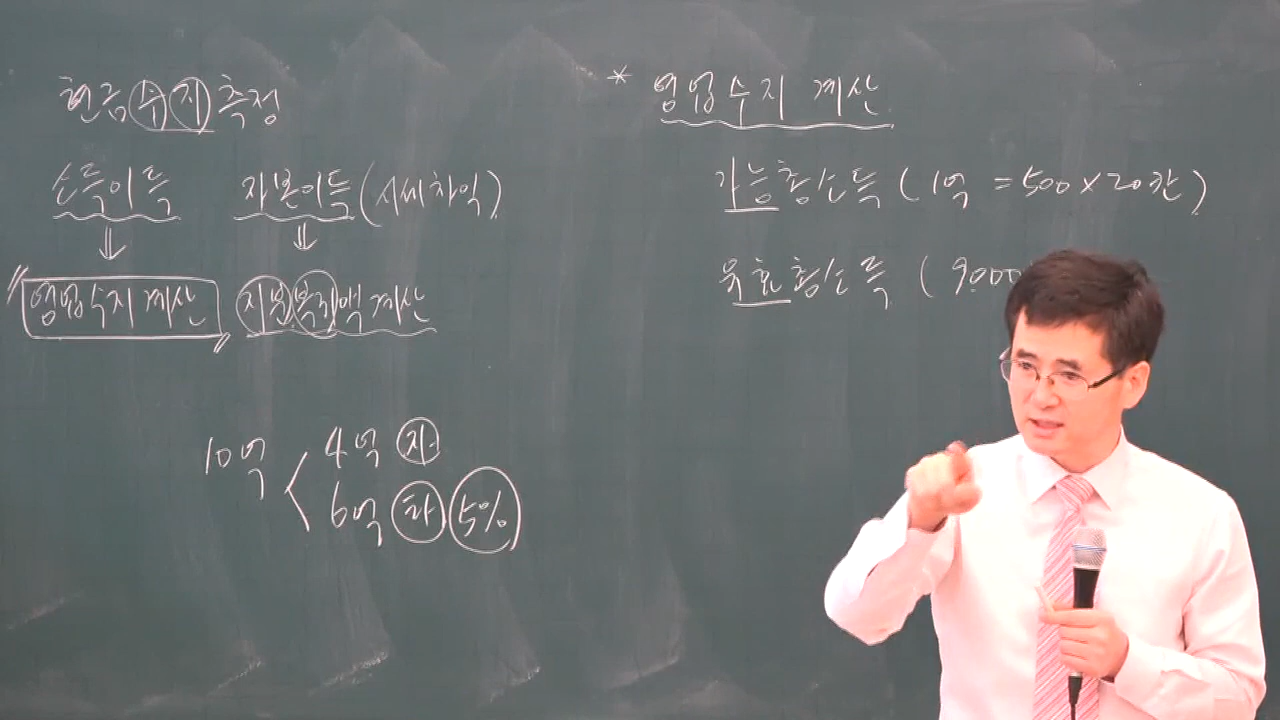 현금수지측정
소득이득 자본이득(시세차익)
⇓ ⇓
영업수지 계산 지분복귀액 계산
10억 < 4억 자
6억 타 5%
* 영업수지 계산
가능총소득 (1억 = 500 × 20칸)
유효총소득 (9000